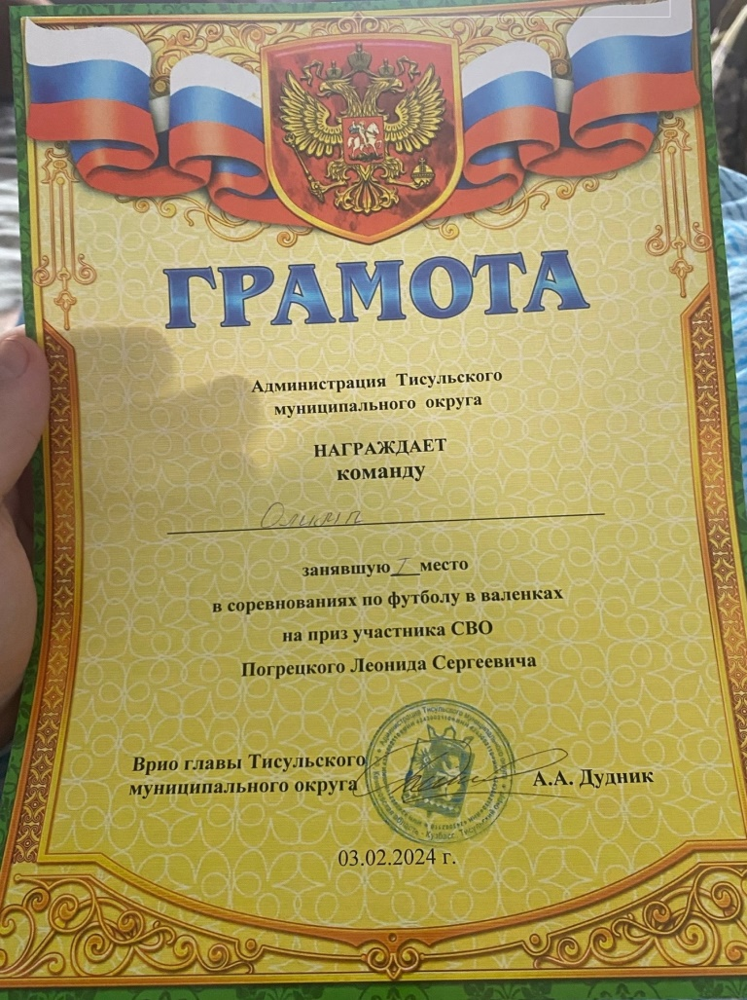 ГРАМОТА
Администрация Тисульского
муниципального округа
НАГРАЖДАЕТ
команду
Олимп
занявшую I место
в соревнованиях по футболу в валенках
на приз участника СВО
Погрецкого Леонида Сергеевича
Врио главы Тисульского
муниципального округа
А.А. Дудник
03.02.2024 г.